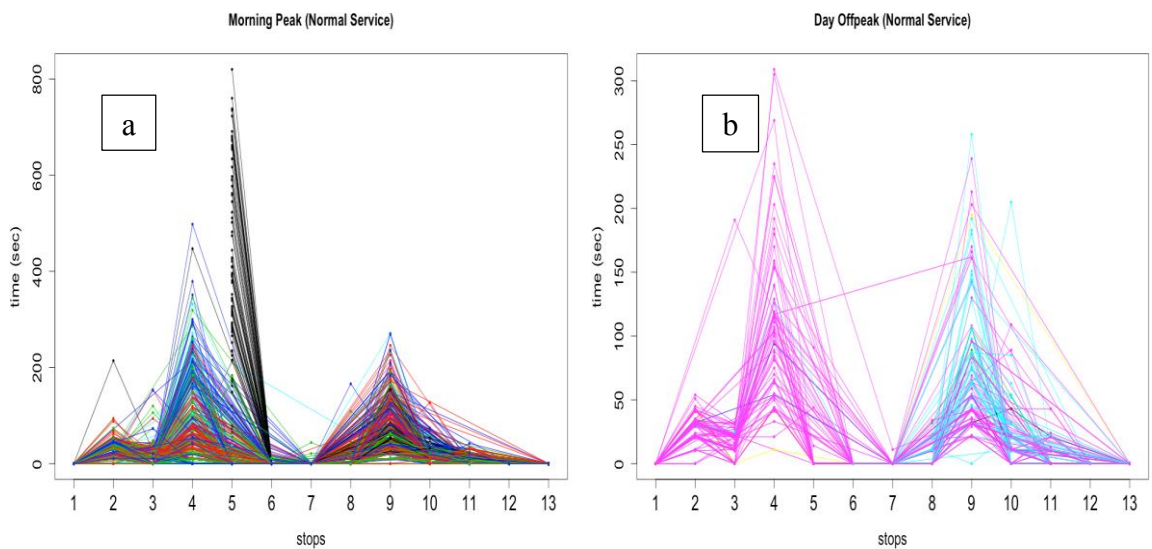 Morning Peak (Normal Service)
a
time (sec)
800
600
400
200
0
1 2 3 4 5 6 7 8 9 10 11 12 13
stops
Day Offpeak (Normal Service)
b
time (sec)
300
250
200
150
100
50
0
1 2 3 4 5 6 7 8 9 10 11 12 13
stops